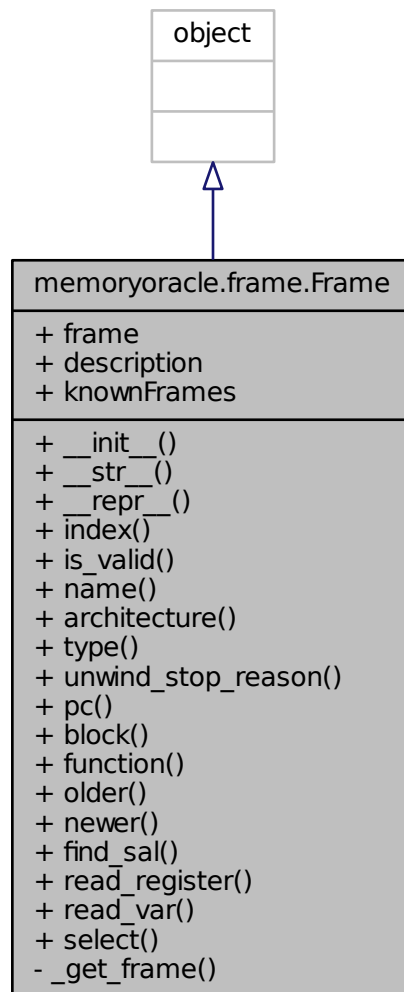 object
memoryoracle.frame.Frame
+ frame
+ description
+ knownFrames
+ __init__()
+ __str__()
+ __repr__()
+ index()
+ is_valid()
+ name()
+ architecture()
+ type()
+ unwind_stop_reason()
+ pc()
+ block()
+ function()
+ older()
+ newer()
+ find_sal()
+ read_register()
+ read_var()
+ select()
- _get_frame()